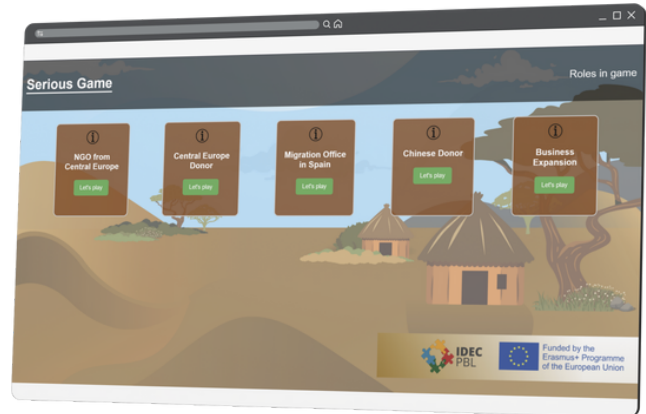 Serious Game
Roles in game
NGO from
Central Europe
Let's play
Central Europe
Donor
Let's play
Migration Office
in Spain
Let's play
Chinese Donor
Let's play
Business
Expansion
Let's play
IDEC
PBL
Funded by the
Erasmus+ Programme
of the European Union